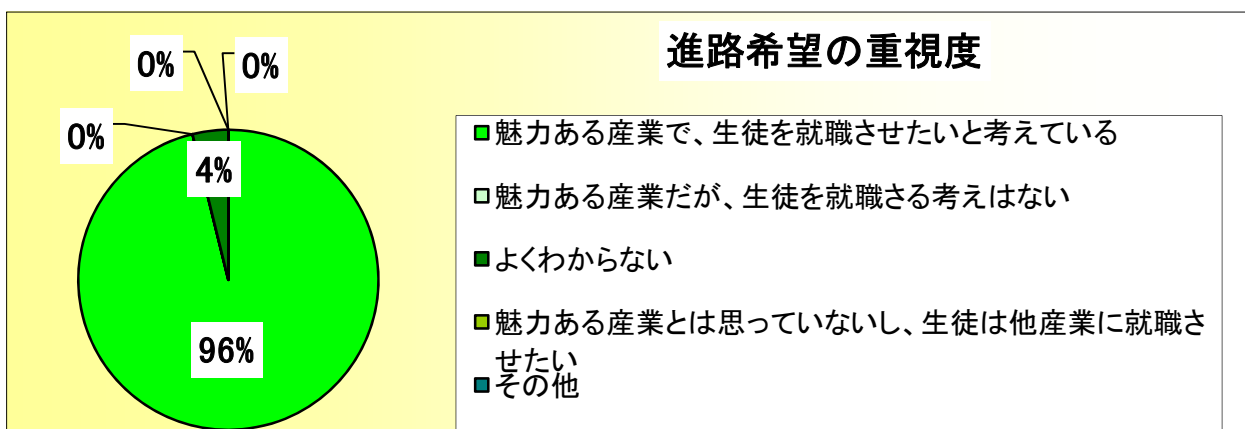 進路希望の重視度
0%
0%
0%
4%
96%
魅力ある産業で、生徒を就職させたいと考えている
魅力ある産業だが、生徒を就職さる考えはない
よくわからない
魅力ある産業とは思っていないし、生徒は他産業に就職さ
せたい
その他